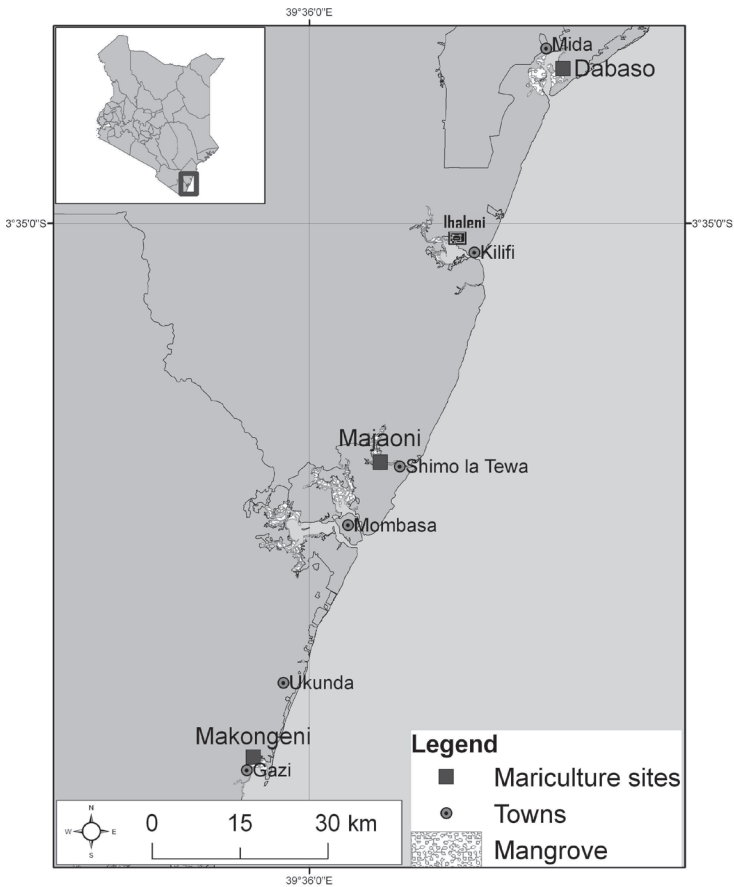 39°36'0"E
Mida
Dabaso
3°35'0"S
3°35'0"S
Ihaleni
Kilifi
Majaoni
Shimo la Tewa
Mombasa
Ukunda
Makongeni
Gazi
Legend
Mariculture sites
Towns
Mangrove
N
W E
S
0 15 30 km
39°36'0"E